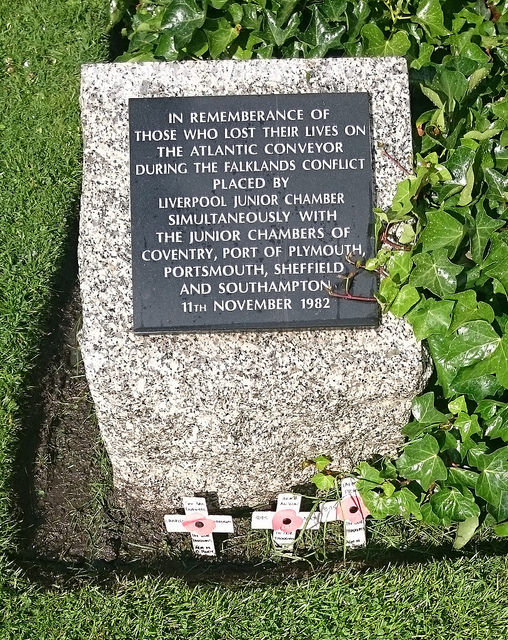 IN REMEMBERANCE OF
THOSE WHO LOST THEIR LIVES ON
THE ATLANTIC CONVEYOR
DURING THE FALKLANDS CONFLICT
PLACED BY
LIVERPOOL JUNIOR CHAMBER
SIMULTANEOUSLY WITH
THE JUNIOR CHAMBERS OF
COVENTRY, PORT OF PLYMOUTH,
PORTSMOUTH, SHEFFIELD
AND SOUTHAMPTON
11TH NOVEMBER 1982